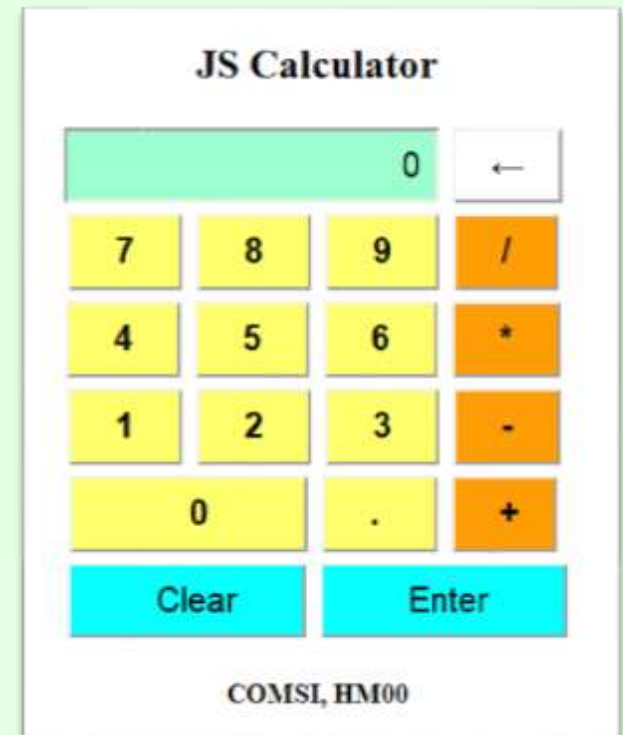 JS Calculator
0 ←
7 8 9 /
4 5 6 *
1 2 3 -
0 . +
Clear Enter
COMSI, HM00